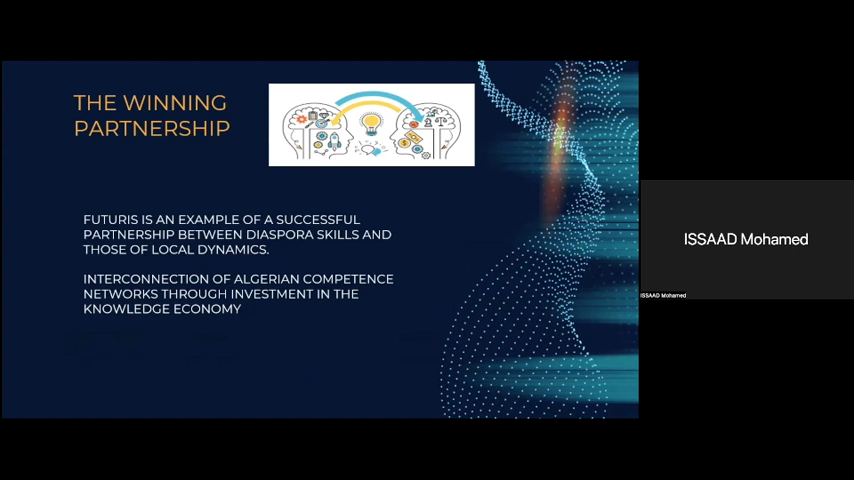 THE WINNING
PARTNERSHIP
FUTURIS IS AN EXAMPLE OF A SUCCESSFUL
PARTNERSHIP BETWEEN DIASPORA SKILLS AND
THOSE OF LOCAL DYNAMICS.
INTERCONNECTION OF ALGERIAN COMPETENCE
NETWORKS THROUGH INVESTMENT IN THE
KNOWLEDGE ECONOMY
ISSAAD Mohamed
ISSAAD Mohamed